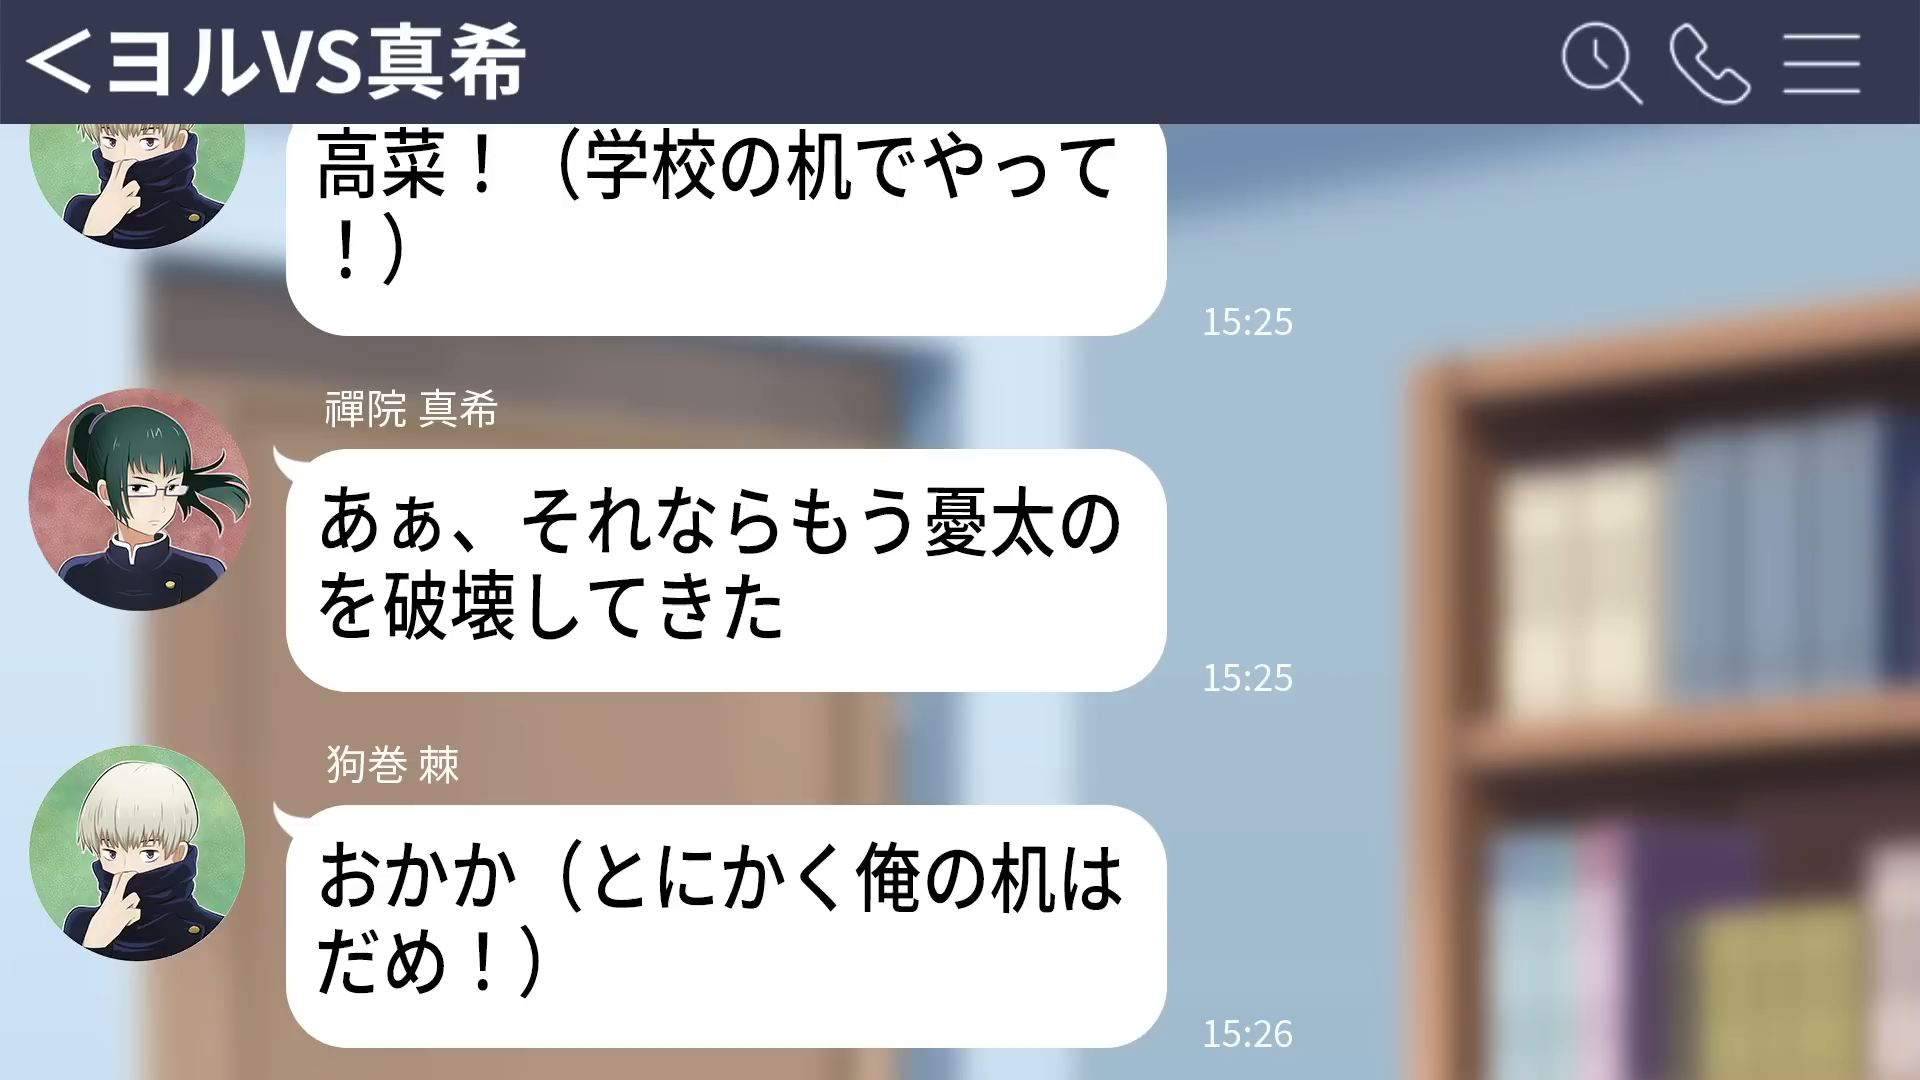 <ヨルVS真希
高菜！（学校の机でやって
！）
15:25
禪院 真希
あぁ、それならもう憂太の
を破壊してきた
15:25
狗巻 棘
おかか（とにかく俺の机は
だめ！）
15:26